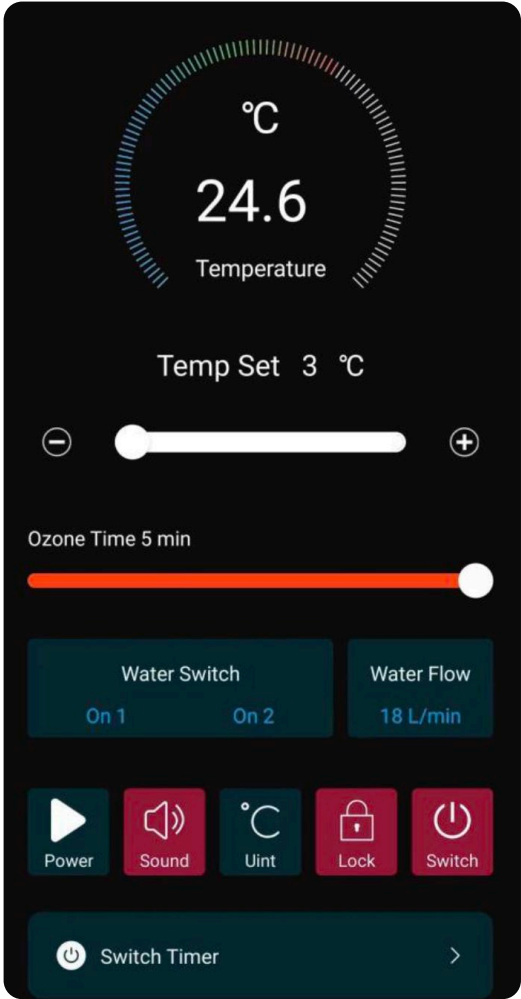 ℃
24.6
Temperature
Temp Set 3 ℃
Ozone Time 5 min
Water Switch
On 1 On 2
Water Flow
18 L/min
Power
Sound
°C
Uint
Lock
Switch
Switch Timer